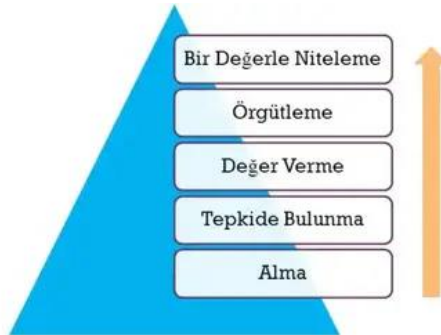 Bir Değerle Niteleme
Örgütleme
Değer Verme
Tepkide Bulunma
Alma